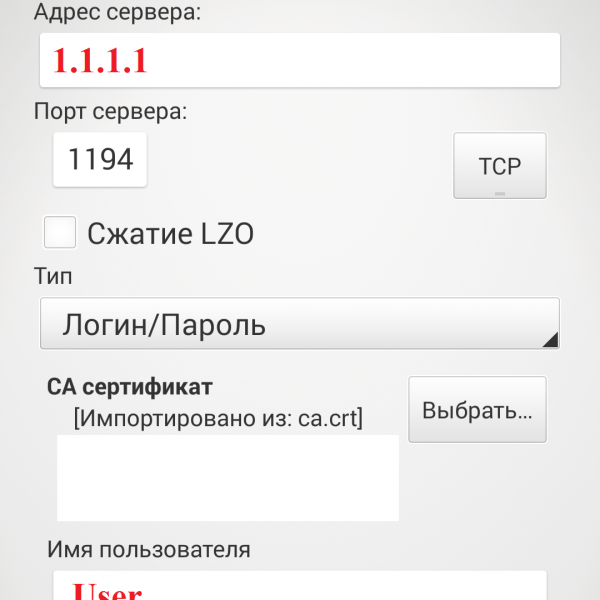 Адрес сервера:
1.1.1.1
Порт сервера:
1194
TCP
Сжатие LZO
Тип
Логин/Пароль
CA сертификат
[Импортировано из: ca.crt]
Выбрать...
Имя пользователя
User